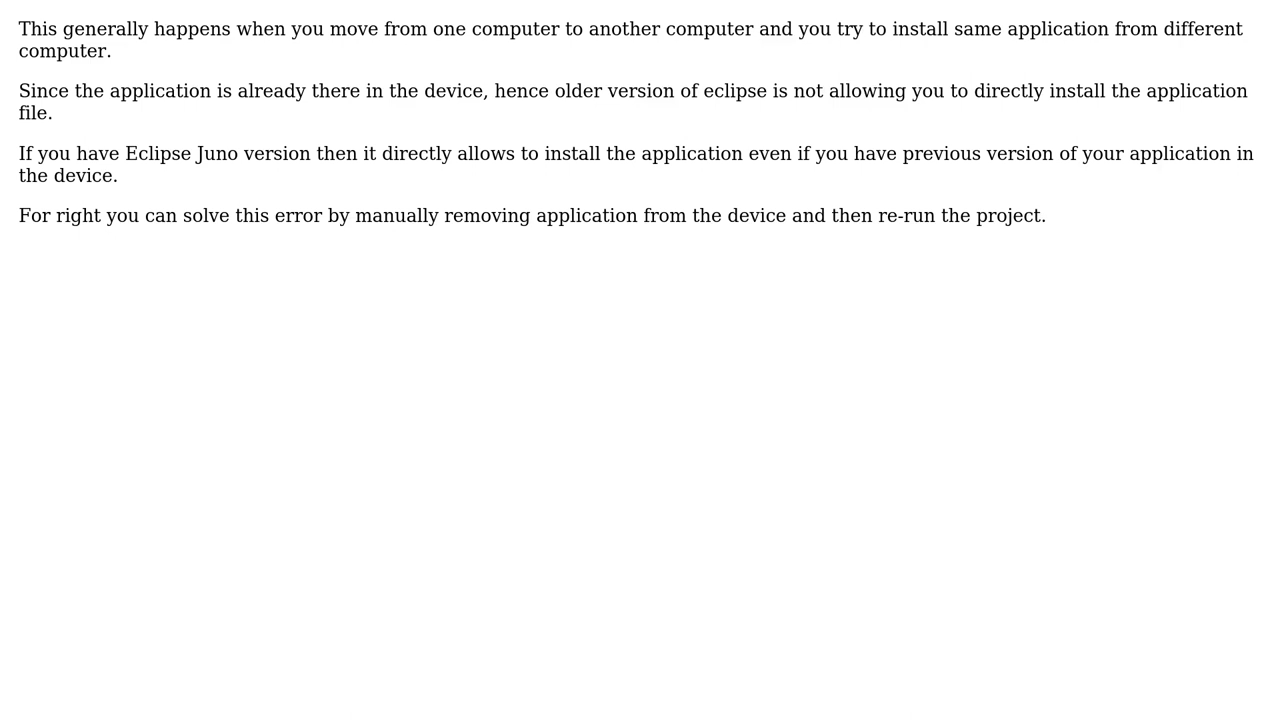 This generally happens when you move from one computer to another computer and you try to install same application from different
computer.
Since the application is already there in the device, hence older version of eclipse is not allowing you to directly install the application
file.
If you have Eclipse Juno version then it directly allows to install the application even if you have previous version of your application in
the device.
For right you can solve this error by manually removing application from the device and then re-run the project.